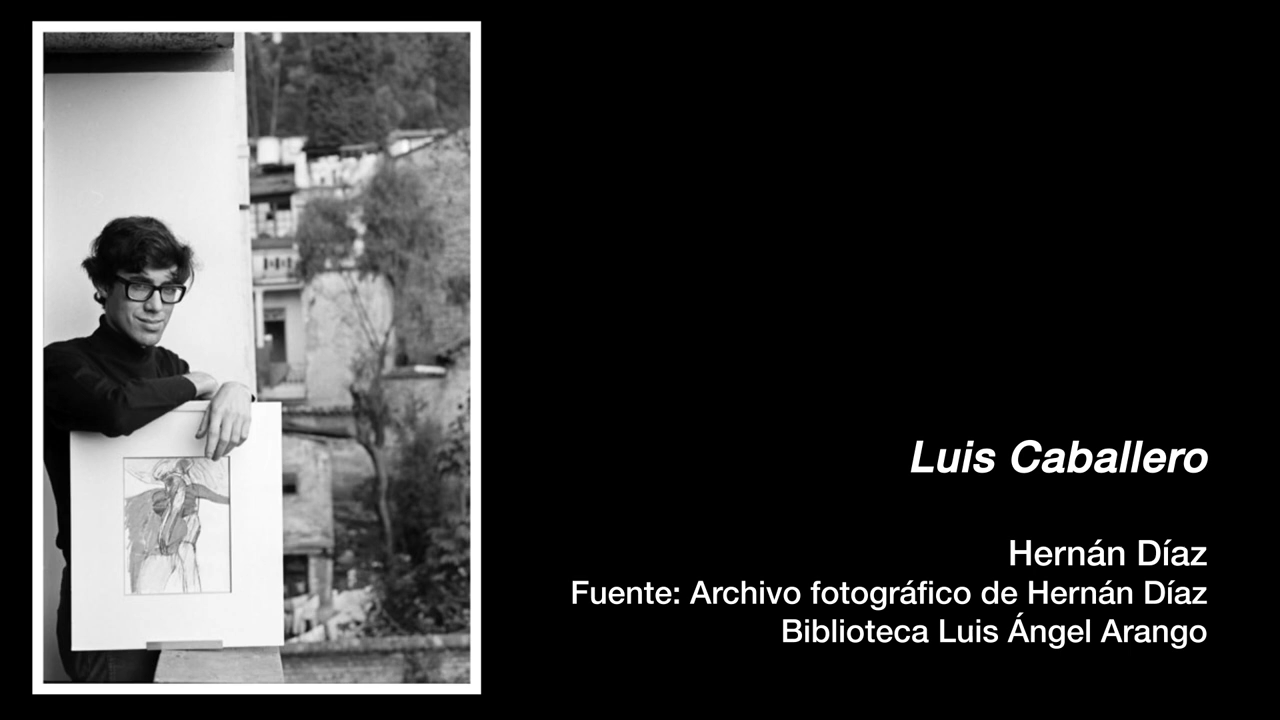 Luis Caballero
Hernán Díaz
Fuente: Archivo fotográfico de Hernán Díaz
Biblioteca Luis Ángel Arango